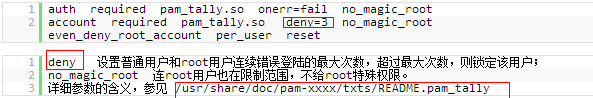 1 auth  required  pam_tally.so  onerr=fail  no_magic_root
2 account  required  pam_tally.so  deny=3  no_magic_root
even_deny_root_account  per_user  reset
1 deny  设置普通用户和root用户连续错误登陆的最大次数，超过最大次数，则锁定该用户；
2 no_magic_root  连root用户也在限制范围，不给root特殊权限。
3 详细参数的含义，参见 /usr/share/doc/pam-xxxx/txts/README.pam_tally